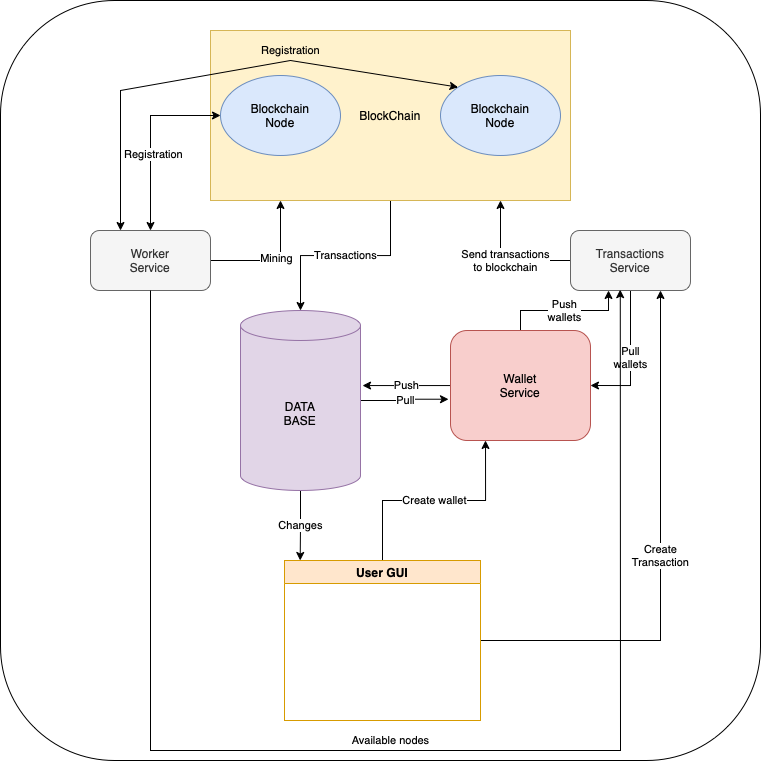 Registration
Blockchain
Node
BlockChain
Blockchain
Node
Registration
Worker
Service
Mining
Transactions
Send transactions
to blockchain
Transactions
Service
Push
wallets
Pull
wallets
Wallet
Service
Push
Pull
DATA
BASE
Create wallet
Changes
Create
Transaction
User GUI
Available nodes